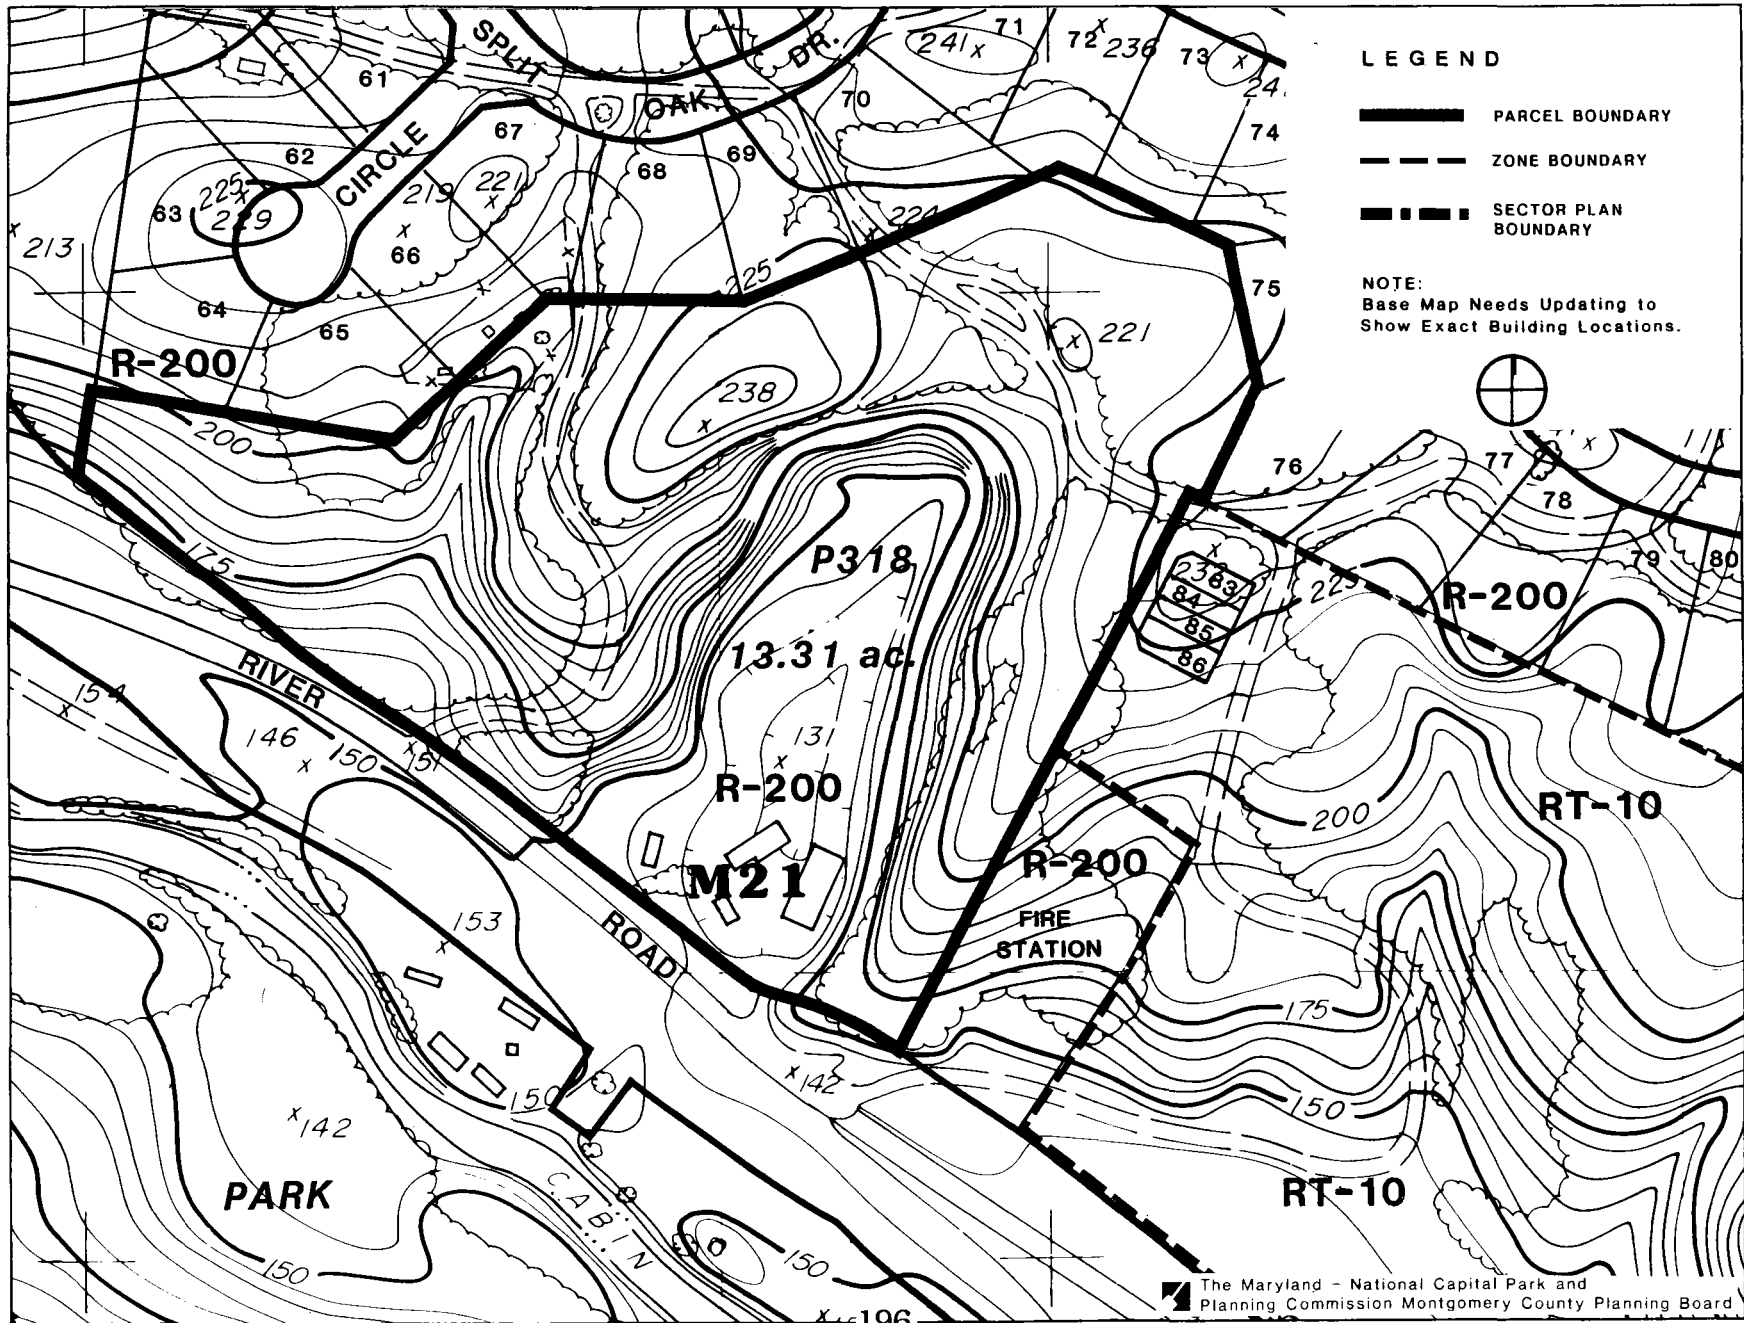 SPLIT
OAK
DR.
CIRCLE
61
62
63
64
65
66
67
68
69
70
71
72
73
74
75
76
77
78
79
80
241
236
225
229
219
221
213
224
225
221
238
R-200
200
175
LEGEND
PARCEL BOUNDARY
ZONE BOUNDARY
SECTOR PLAN
BOUNDARY
NOTE:
Base Map Needs Updating to
Show Exact Building Locations.
P318
13.31 ac.
131
R-200
M21
83
84
85
86
225
R-200
RT-10
200
R-200
FIRE
STATION
175
150
RT-10
RIVER
ROAD
154
146
150
151
153
142
150
142
PARK
150
CABIN
150
196
The Maryland - National Capital Park and
Planning Commission Montgomery County Planning Board